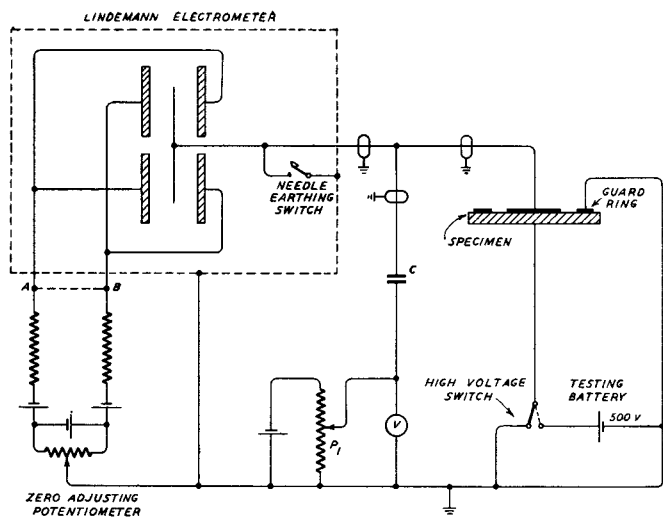 LINDEMANN ELECTROMETER
NEEDLE
EARTHING
SWITCH
GUARD
RING
SPECIMEN
A
B
C
HIGH VOLTAGE
SWITCH
TESTING
BATTERY
500 V
P1
V
ZERO ADJUSTING
POTENTIOMETER